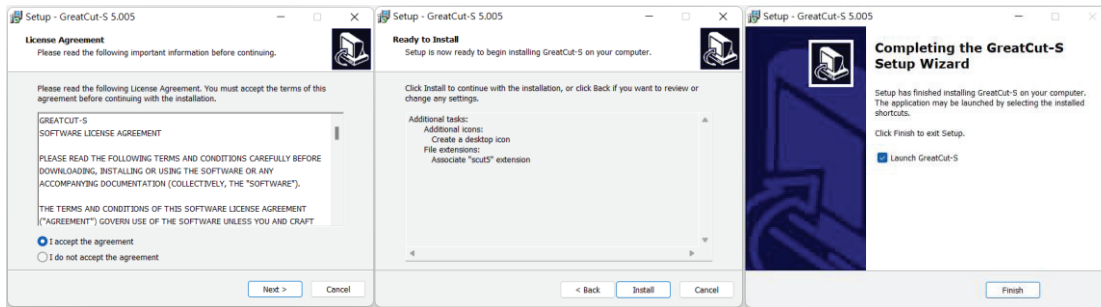 Setup - GreatCut-S 5.005
License Agreement
Please read the following important information before continuing.
Please read the following License Agreement. You must accept the terms of this
agreement before continuing with the installation.
GREATCUT-S
SOFTWARE LICENSE AGREEMENT
PLEASE READ THE FOLLOWING TERMS AND CONDITIONS CAREFULLY BEFORE
DOWNLOADING, INSTALLING OR USING THE SOFTWARE OR ANY
ACCOMPANYING DOCUMENTATION (COLLECTIVELY, THE "SOFTWARE").
THE TERMS AND CONDITIONS OF THIS SOFTWARE LICENSE AGREEMENT
("AGREEMENT") GOVERN USE OF THE SOFTWARE UNLESS YOU AND CRAFT
I accept the agreement
I do not accept the agreement
Next >
Cancel
Setup - GreatCut-S 5.005
Ready to Install
Setup is now ready to begin installing GreatCut-S on your computer.
Click Install to continue with the installation, or click Back if you want to review or
change any settings.
Additional tasks:
Additional icons:
Create a desktop icon
File extensions:
Associate "scut5" extension
< Back
Install
Cancel
Setup - GreatCut-S 5.005
Completing the GreatCut-S
Setup Wizard
Setup has finished installing GreatCut-S on your computer.
The application may be launched by selecting the installed
shortcuts.
Click Finish to exit Setup.
Launch GreatCut-S
Finish